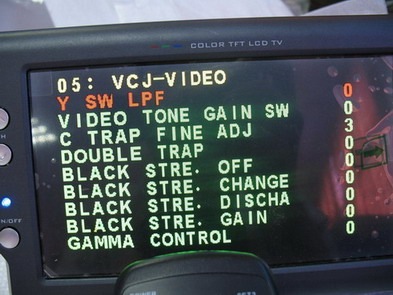 COLOR TFT LCD TV
05: VCJ-VIDEO
Y SW LPF 0
VIDEO TONE GAIN SW 0
C TRAP FINE ADJ 3
DOUBLE TRAP 0
BLACK STRE. OFF 0
BLACK STRE. CHANGE 0
BLACK STRE. DISCHA 0
BLACK STRE. GAIN 0
GAMMA CONTROL 0